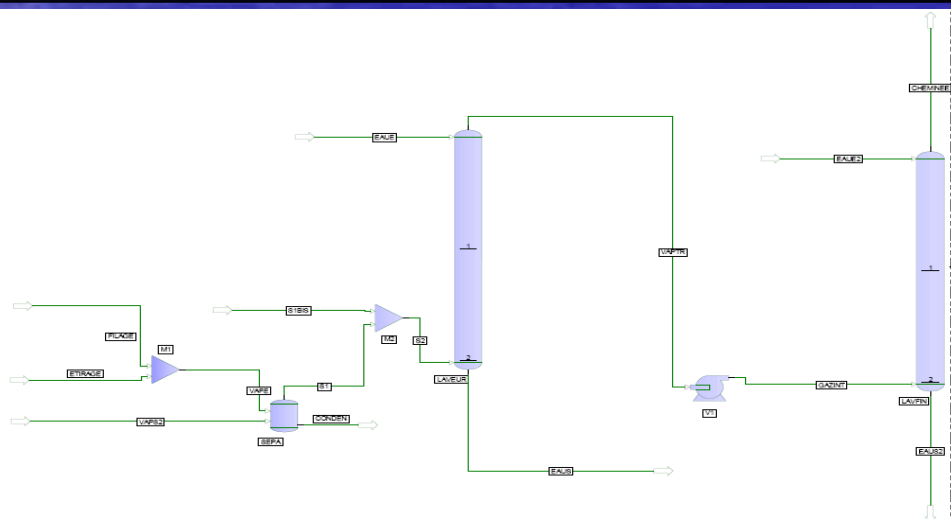 CHEMINEE
EAUE
EAUE2
1
VAPTR
1
S1BIS
M2
S2
FILAGE
M1
ETIRAGE
2
LAVEUR
S1
VAPE
GAZINT
2
LAVFIN
V1
VAPS2
CONDEN
SEPA
EAUS2
EAUS